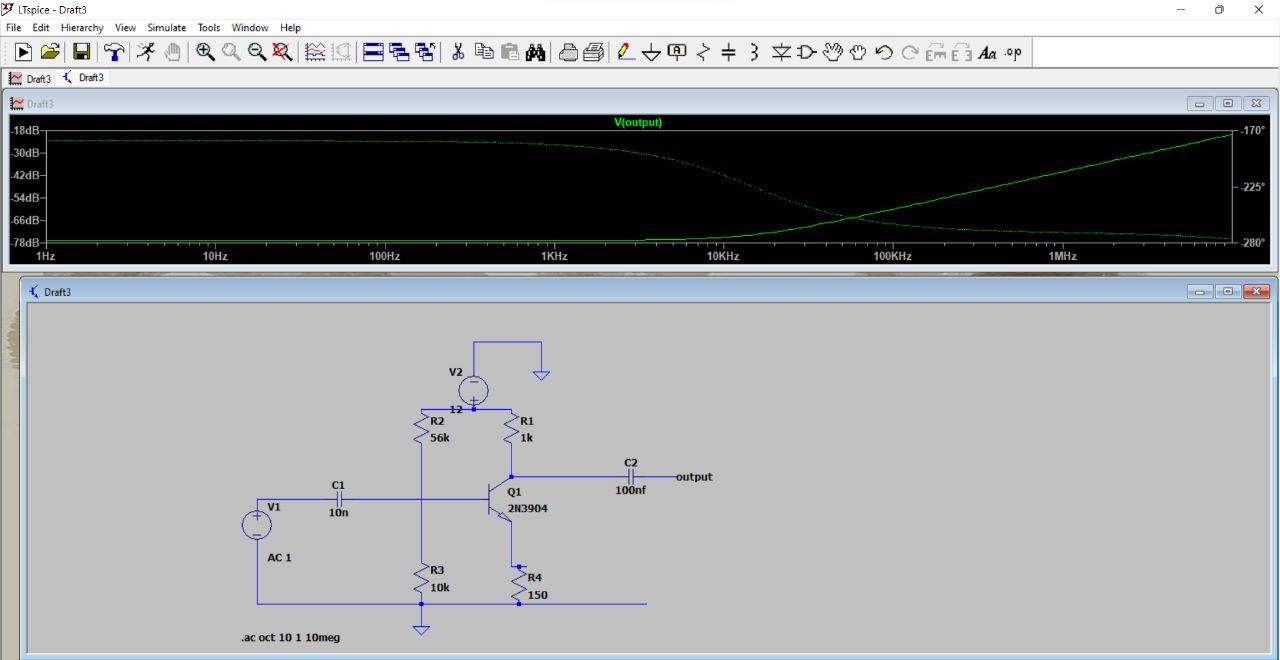 LTspice - Draft3
File Edit Hierarchy View Simulate Tools Window Help
Aa .op
Draft3 Draft3
Draft3
V(output)
-18dB -170°
-30dB
-42dB
-54dB -225°
-66dB
-78dB -280°
1Hz 10Hz 100Hz 1KHz 10KHz 100KHz 1MHz
Draft3
V2
12
R2 R1
56k 1k
C2
output
100nf
C1
10n
Q1
2N3904
V1
AC 1
R3
10k
R4
150
.ac oct 10 1 10meg